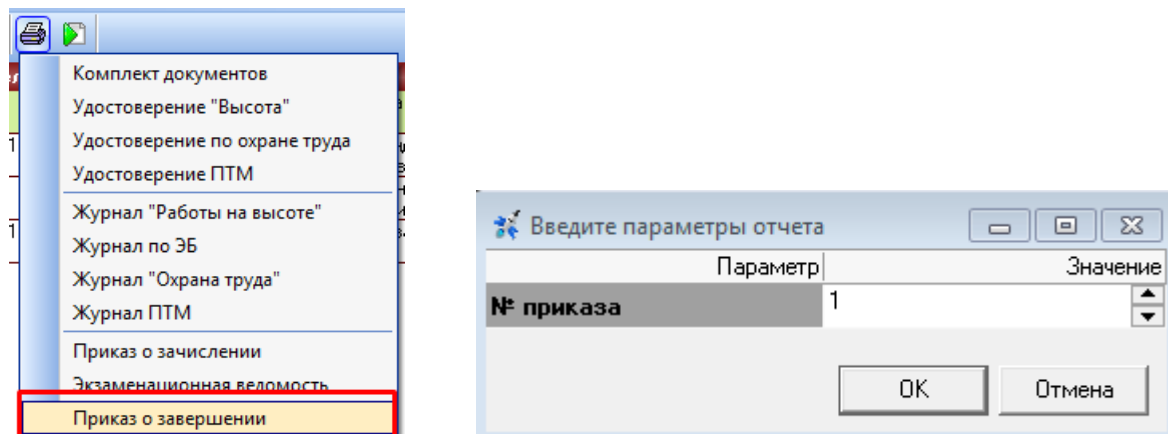 Комплект документов
Удостоверение "Высота"
Удостоверение по охране труда
Удостоверение ПТМ
Журнал "Работы на высоте"
Журнал по ЭБ
Журнал "Охрана труда"
Журнал ПТМ
Приказ о зачислении
Экзаменационная ведомость
Приказ о завершении
Введите параметры отчета
Параметр Значение
№ приказа 1
OK Отмена